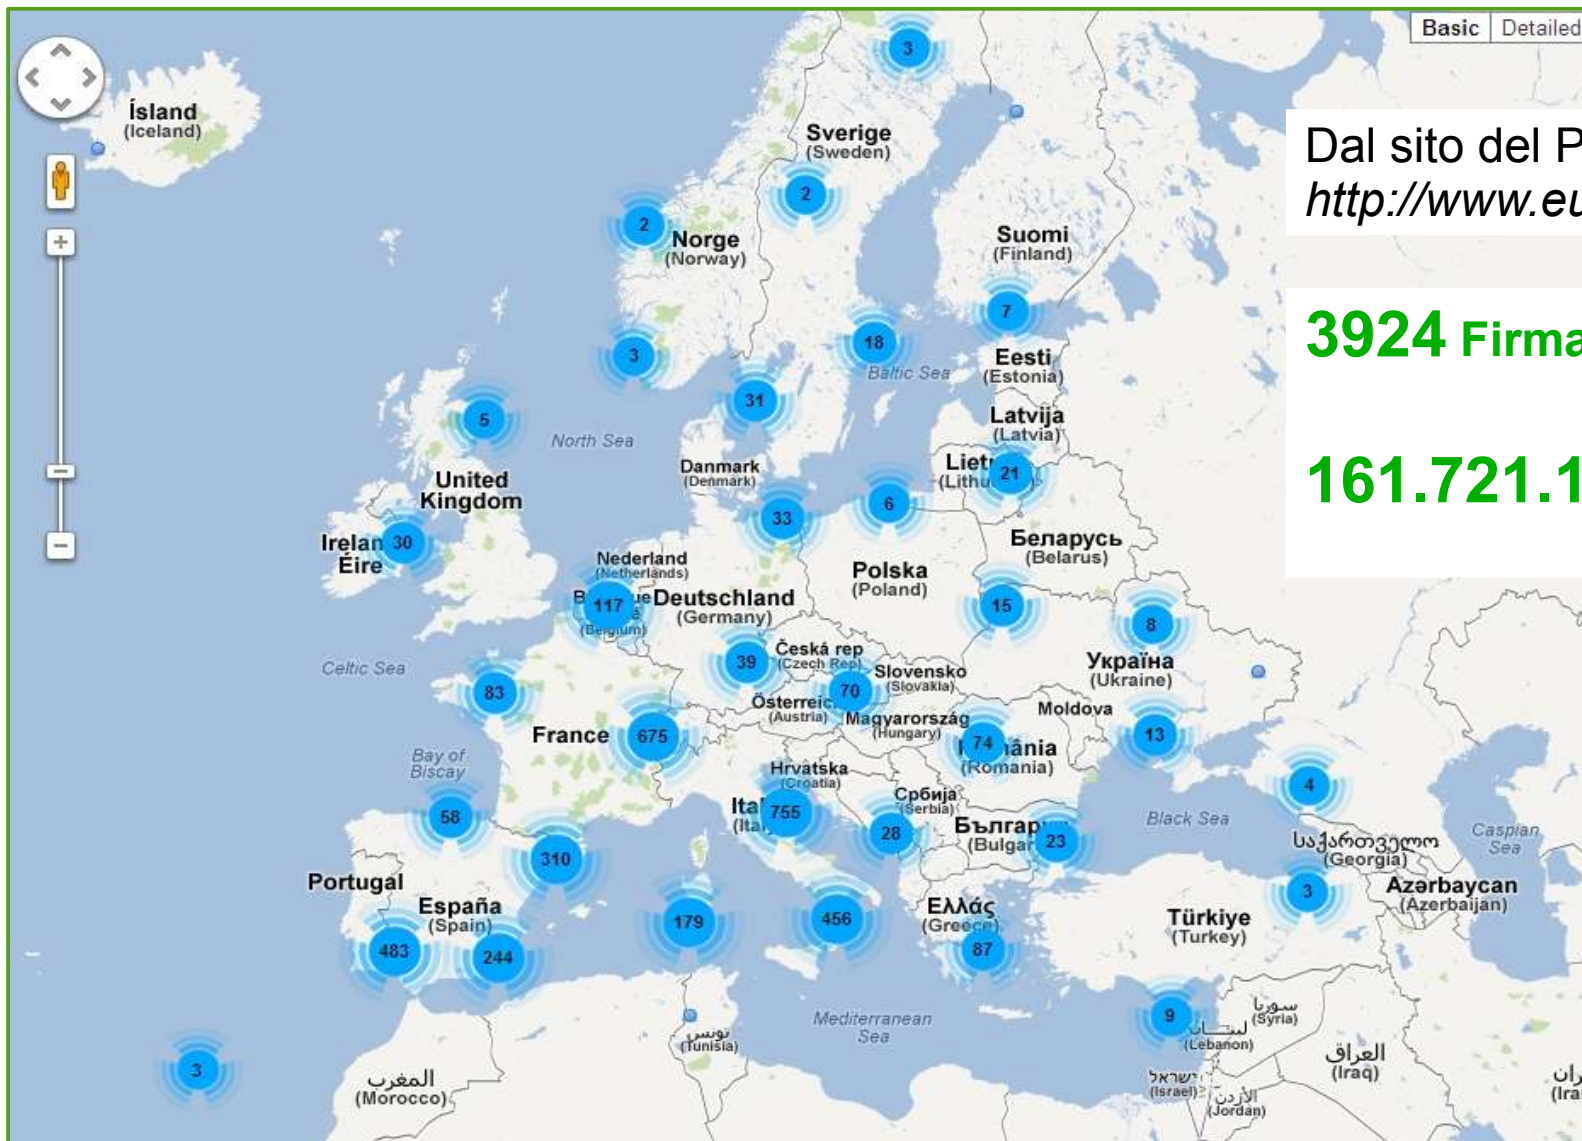 Basic Detailed
3
Ísland
(Iceland)
Sverige
(Sweden)
Dal sito del P
http://www.eu
2
2
Norge
(Norway)
Suomi
(Finland)
3924 Firma
7
18
3
Eesti
(Estonia)
Baltic Sea
31
5
Latvija
(Latvia)
North Sea
Danmark
(Denmark)
21
161.721.1
United
Kingdom
6
33
30
Éire
Беларусь
(Belarus)
Nederland
(Netherlands)
Polska
(Poland)
117
(Belgium)
Deutschland
(Germany)
15
8
Česká rep
(Czech Rep)
39
Celtic Sea
Slovensko
(Slovakia)
Україна
(Ukraine)
83
70
(Austria)
Magyarország
(Hungary)
Moldova
France
675
74
(Romania)
13
Bay of
Biscay
Hrvatska
(Croatia)
Србија
(Serbia)
4
58
755
28
23
Black Sea
საქართველო
(Georgia)
Caspian
Sea
310
Portugal
España
(Spain)
Ελλάς
(Greece)
3
Azərbaycan
(Azerbaijan)
179
456
Türkiye
(Turkey)
483
244
87
Mediterranean
Sea
9
سوريا
(Syria)
(Lebanon)
تونس
(Tunisia)
3
المغرب
(Morocco)
العراق
(Iraq)
ישראל
(Israel)
الأردن
(Jordan)